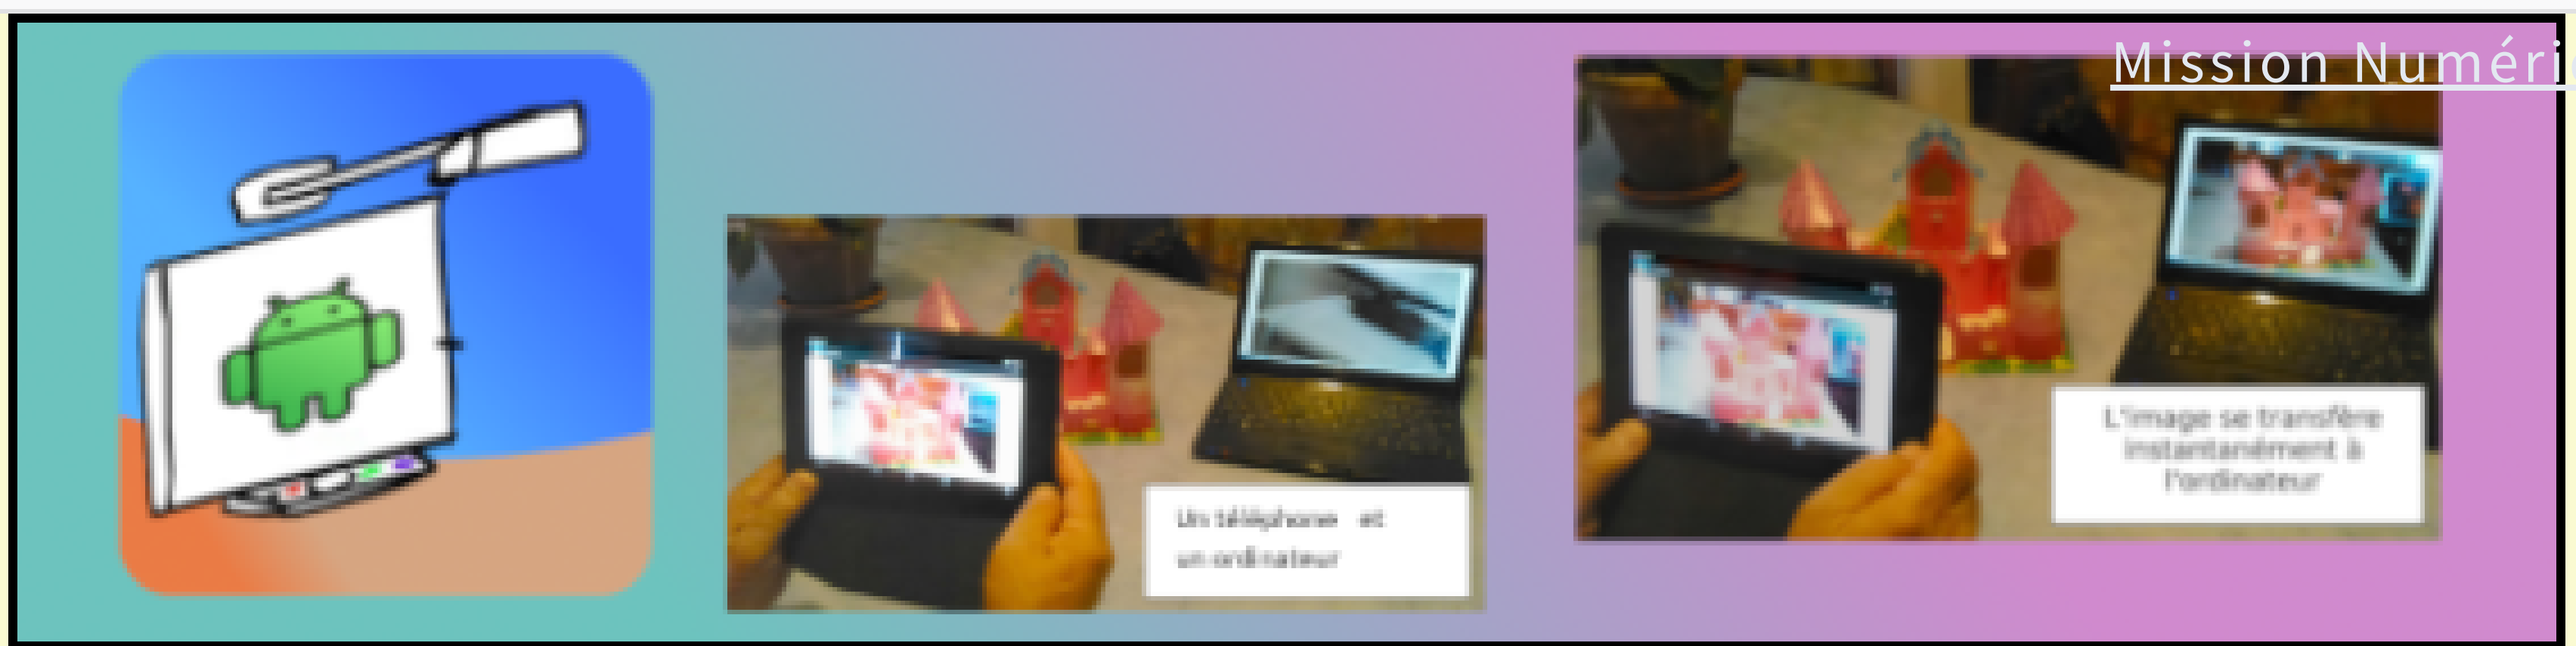 Mission Numéri
Un téléphone et
un ordinateur
L'image se transfère
instantanément à
l'ordinateur